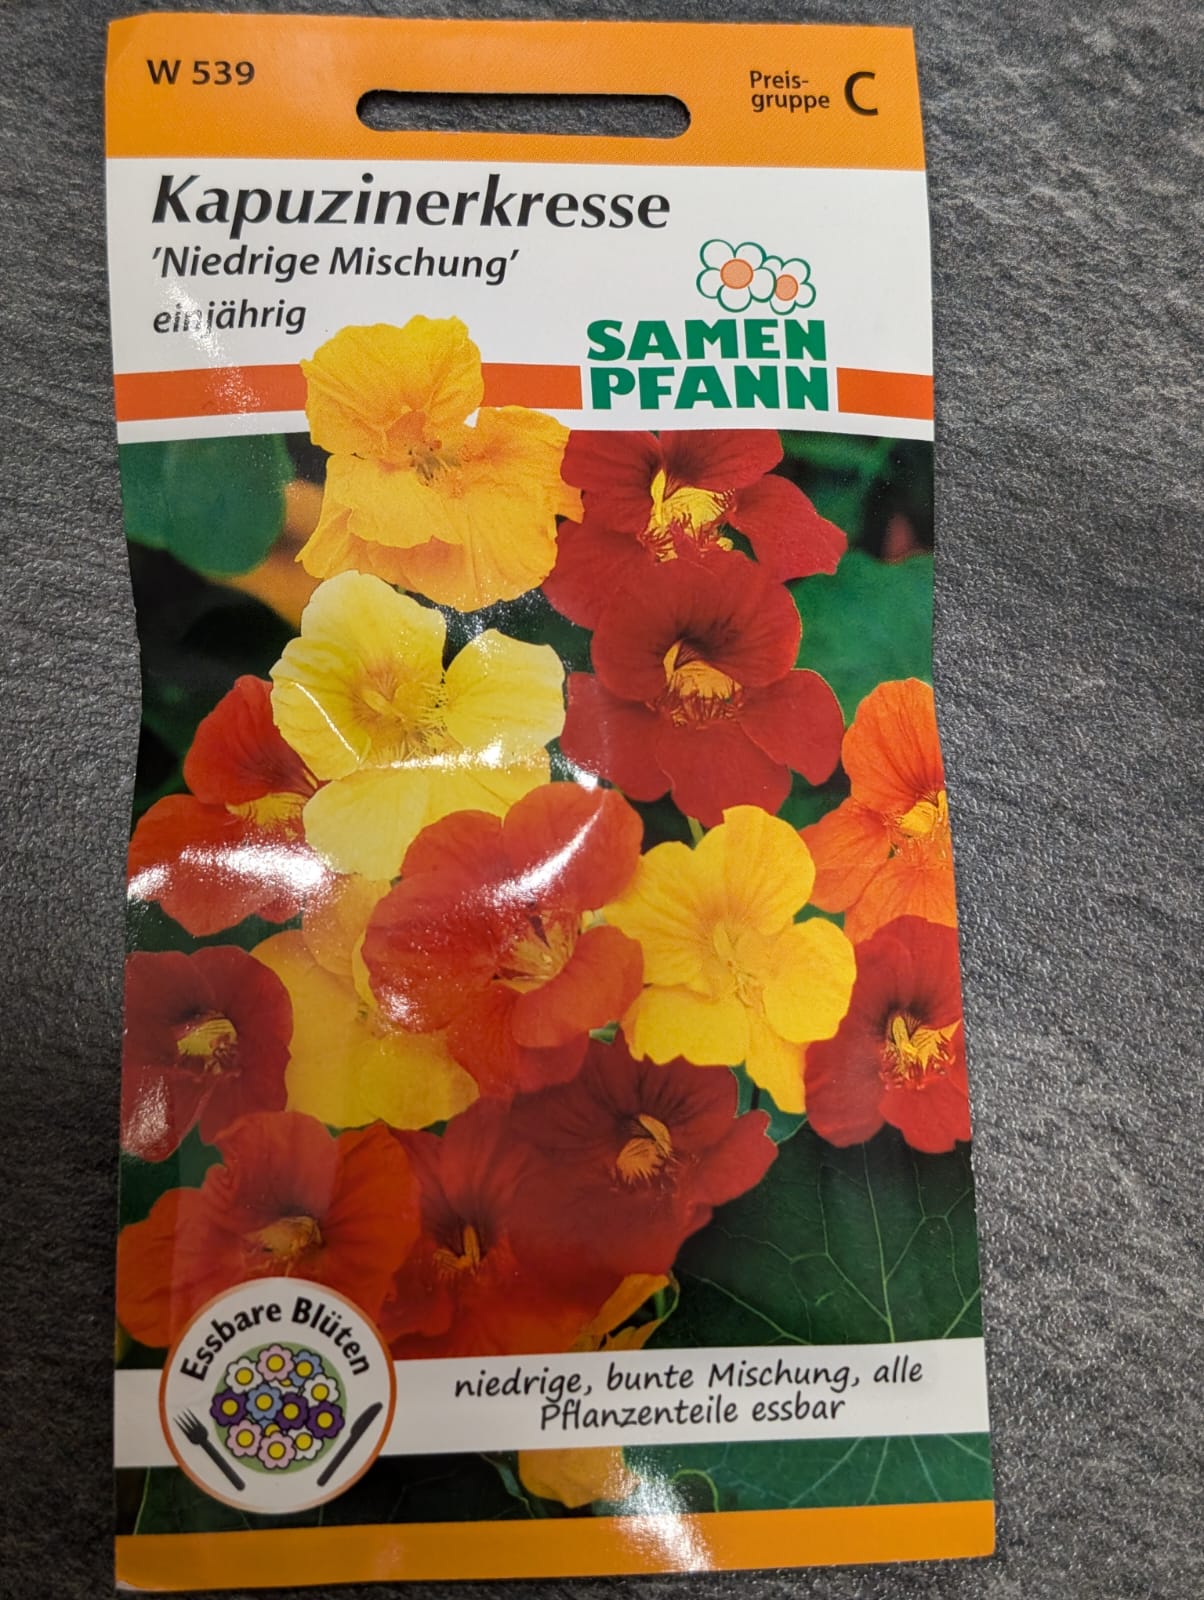 W 539
Preis-
gruppe C
Kapuzinerkresse
'Niedrige Mischung'
einjährig
SAMEN
PFANN
Essbare Blüten
niedrige, bunte Mischung, alle
Pflanzenteile essbar